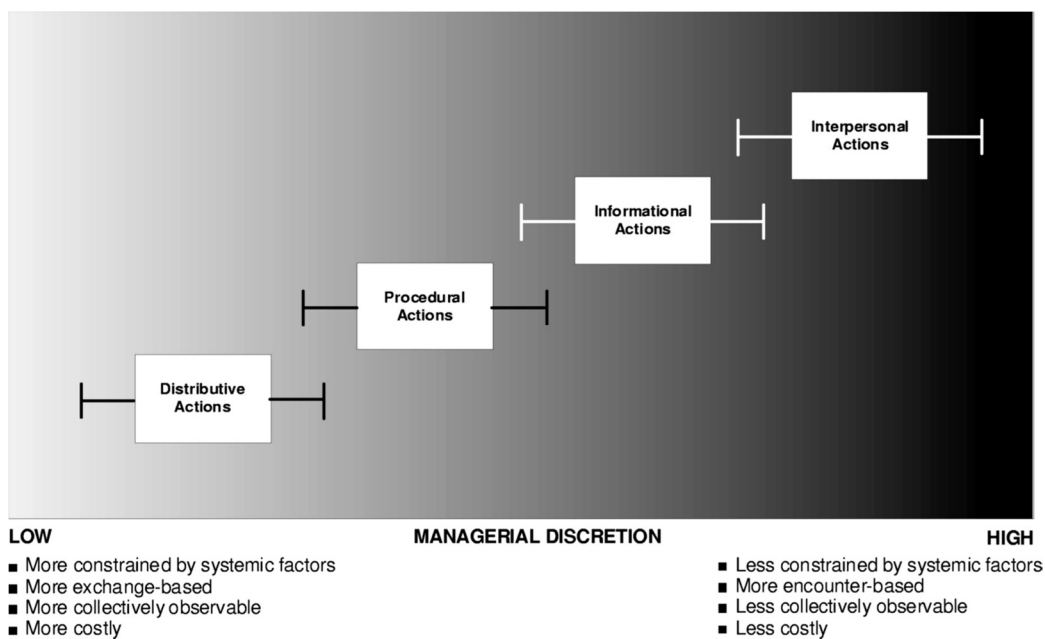 Interpersonal
Actions
Informational
Actions
Procedural
Actions
Distributive
Actions
LOW
MANAGERIAL DISCRETION
HIGH
■ More constrained by systemic factors
■ More exchange-based
■ More collectively observable
■ More costly
■ Less constrained by systemic factors
■ More encounter-based
■ Less collectively observable
■ Less costly